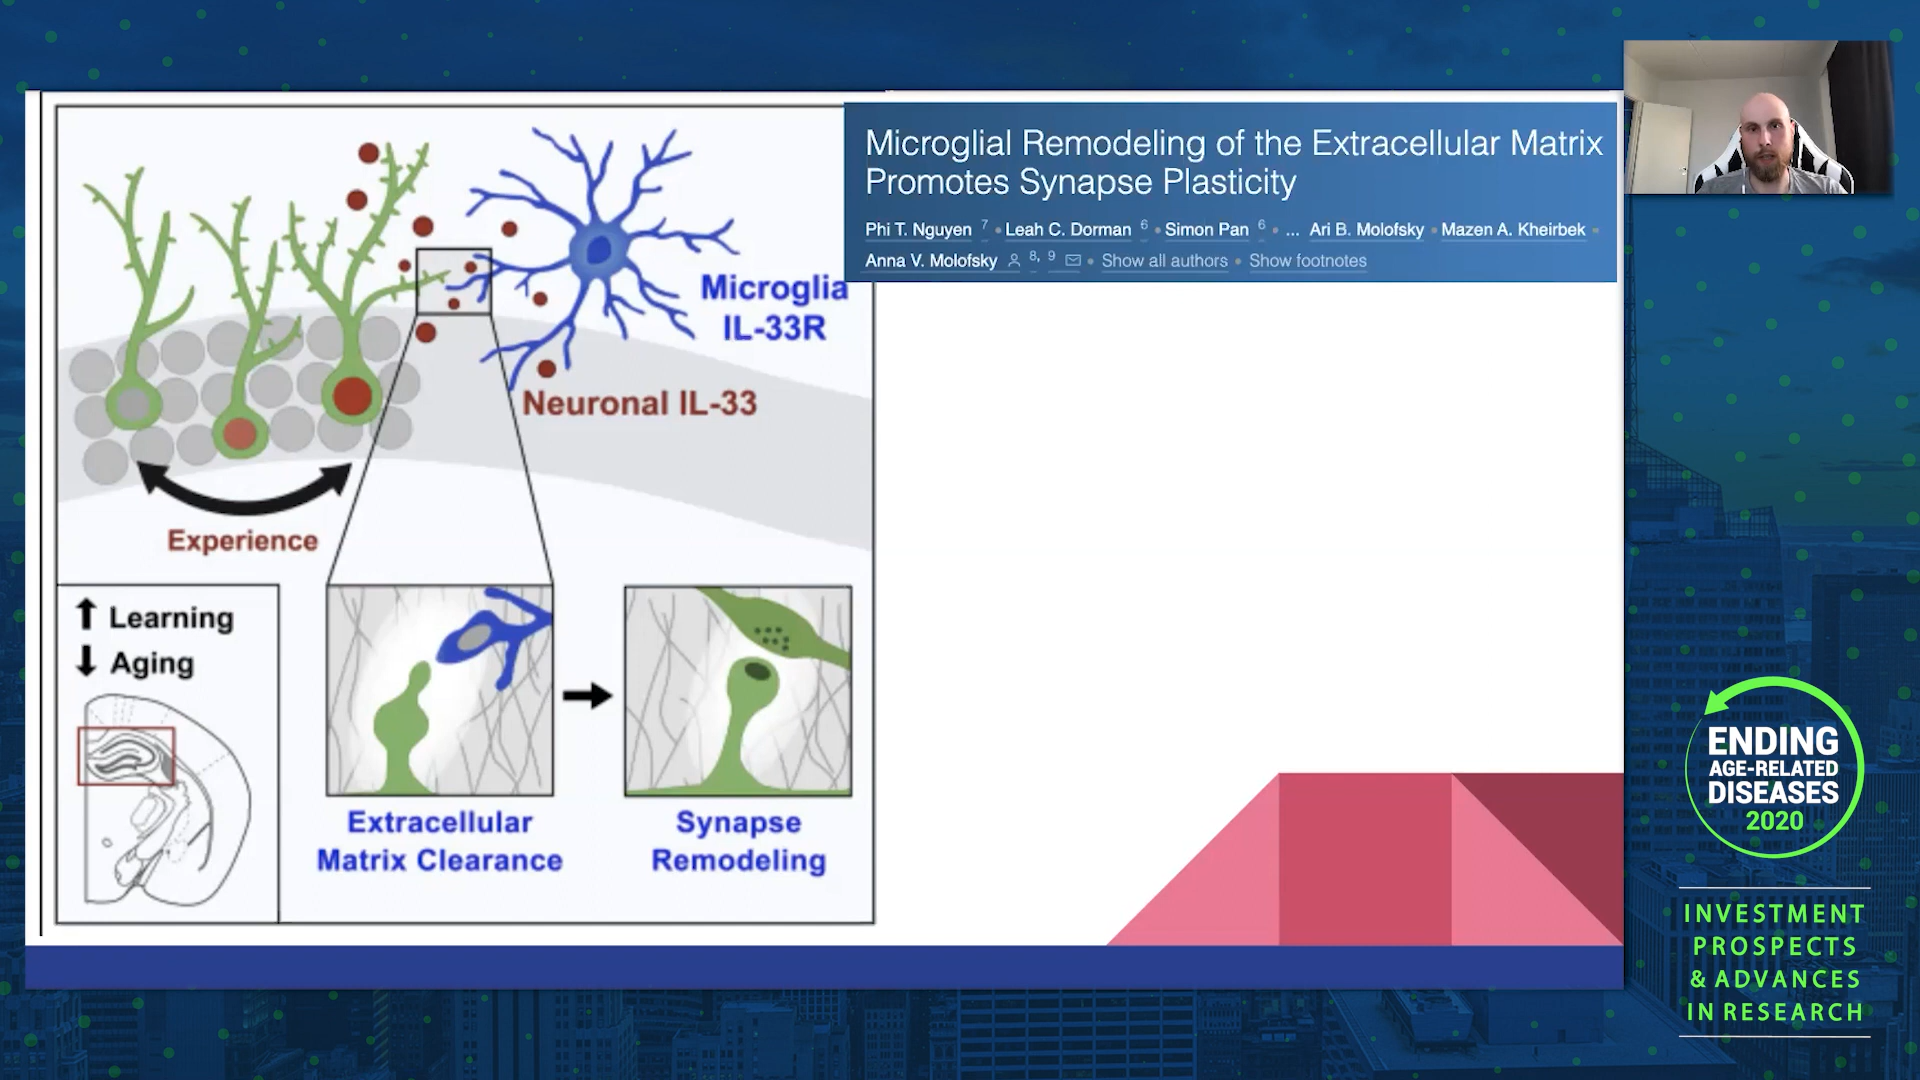 Microglial Remodeling of the Extracellular Matrix
Promotes Synapse Plasticity
Phi T. Nguyen 7 • Leah C. Dorman 6 • Simon Pan 6 • ... Ari B. Molofsky • Mazen A. Kheirbek •
Anna V. Molofsky 8, 9 • Show all authors • Show footnotes
Microglia
IL-33R
Neuronal IL-33
Experience
Learning
Aging
Extracellular
Matrix Clearance
Synapse
Remodeling
ENDING
AGE-RELATED
DISEASES
2020
INVESTMENT
PROSPECTS
& ADVANCES
IN RESEARCH